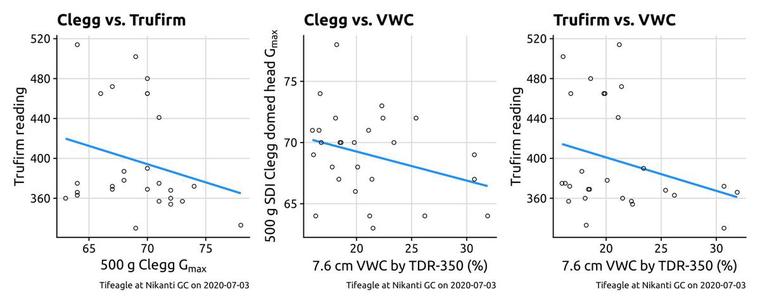 Clegg vs. Trufirm
Trufirm reading
520
480
440
400
360
65
70
75
500 g Clegg Gmax
Tifeagle at Nikanti GC on 2020-07-03
Clegg vs. VWC
500 g SDI Clegg domed head Gmax
75
70
65
20
25
30
7.6 cm VWC by TDR-350 (%)
Tifeagle at Nikanti GC on 2020-07-03
Trufirm vs. VWC
Trufirm reading
520
480
440
400
360
20
25
30
7.6 cm VWC by TDR-350 (%)
Tifeagle at Nikanti GC on 2020-07-03